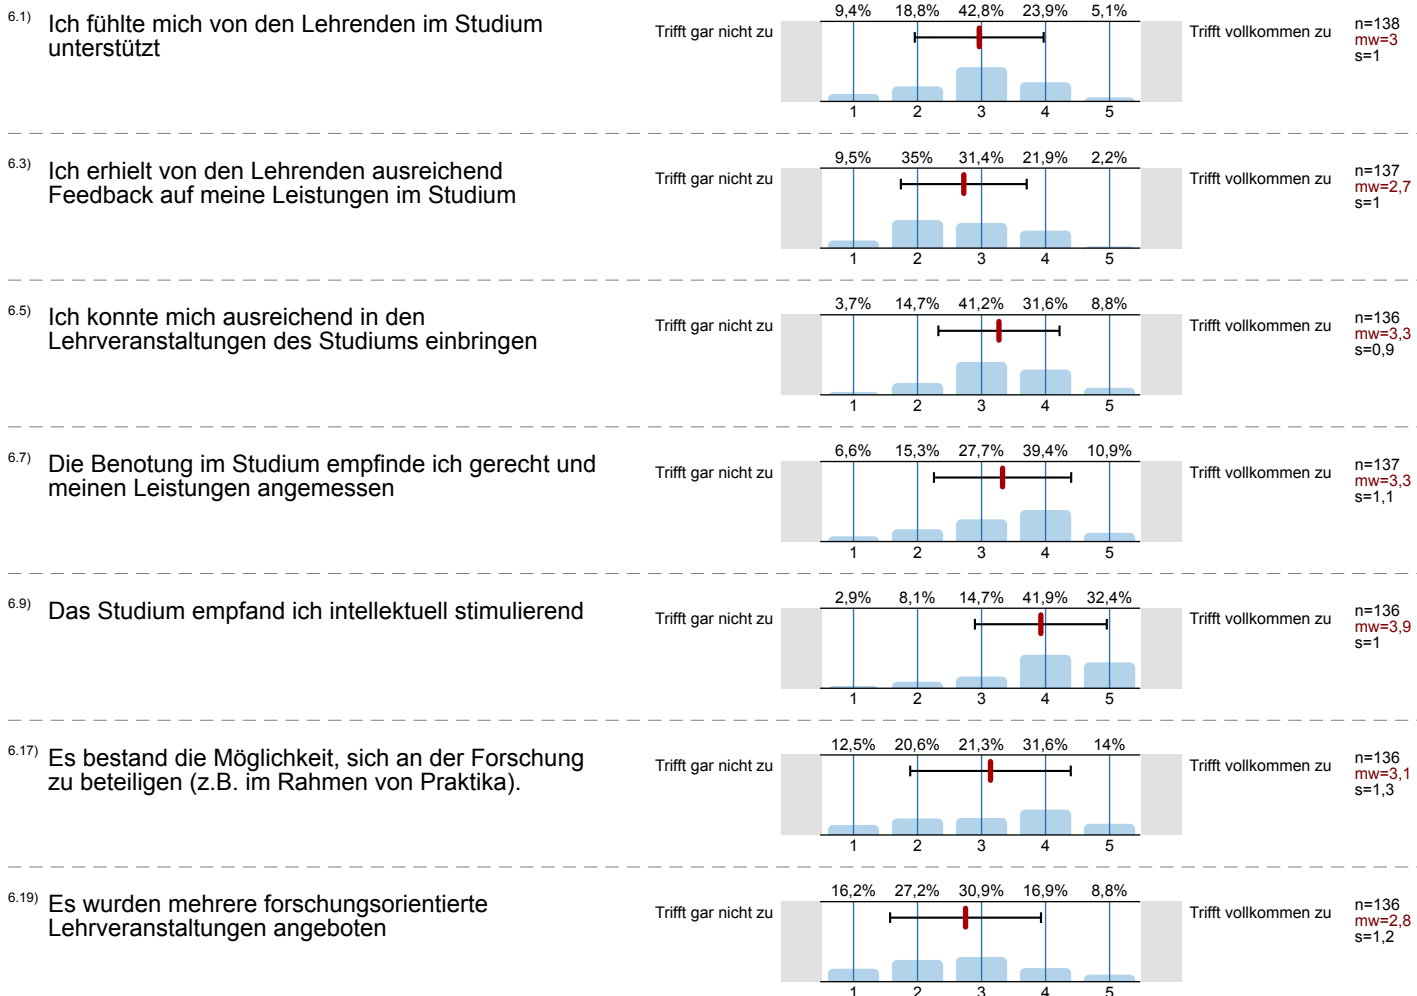 6.1) Ich fühlte mich von den Lehrenden im Studium
unterstützt
Trifft gar nicht zu
9,4% 18,8% 42,8% 23,9% 5,1%
1 2 3 4 5
Trifft vollkommen zu
n=138
mw=3
s=1
6.3) Ich erhielt von den Lehrenden ausreichend
Feedback auf meine Leistungen im Studium
Trifft gar nicht zu
9,5% 35% 31,4% 21,9% 2,2%
1 2 3 4 5
Trifft vollkommen zu
n=137
mw=2,7
s=1
6.5) Ich konnte mich ausreichend in den
Lehrveranstaltungen des Studiums einbringen
Trifft gar nicht zu
3,7% 14,7% 41,2% 31,6% 8,8%
1 2 3 4 5
Trifft vollkommen zu
n=136
mw=3,3
s=0,9
6.7) Die Benotung im Studium empfinde ich gerecht und
meinen Leistungen angemessen
Trifft gar nicht zu
6,6% 15,3% 27,7% 39,4% 10,9%
1 2 3 4 5
Trifft vollkommen zu
n=137
mw=3,3
s=1,1
6.9) Das Studium empfand ich intellektuell stimulierend
Trifft gar nicht zu
2,9% 8,1% 14,7% 41,9% 32,4%
1 2 3 4 5
Trifft vollkommen zu
n=136
mw=3,9
s=1
6.17) Es bestand die Möglichkeit, sich an der Forschung
zu beteiligen (z.B. im Rahmen von Praktika).
Trifft gar nicht zu
12,5% 20,6% 21,3% 31,6% 14%
1 2 3 4 5
Trifft vollkommen zu
n=136
mw=3,1
s=1,3
6.19) Es wurden mehrere forschungsorientierte
Lehrveranstaltungen angeboten
Trifft gar nicht zu
16,2% 27,2% 30,9% 16,9% 8,8%
1 2 3 4 5
Trifft vollkommen zu
n=136
mw=2,8
s=1,2